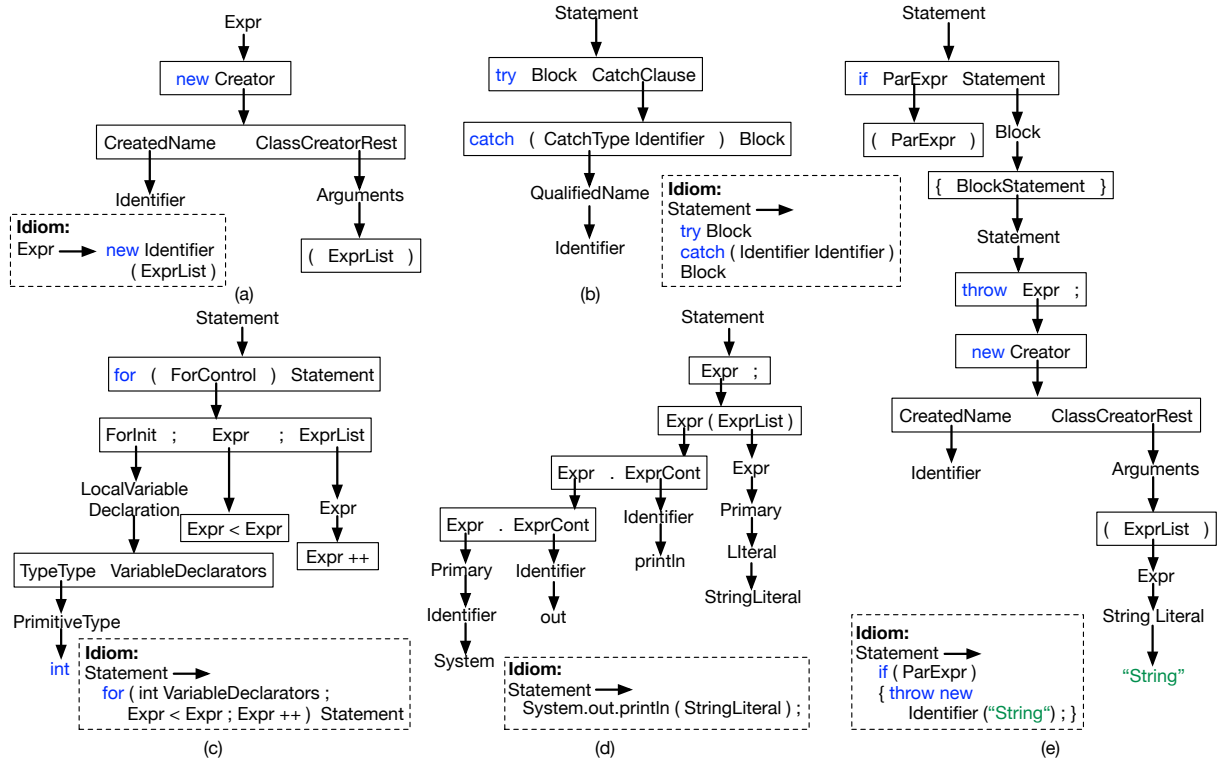 Expr
new Creator
CreatedName ClassCreatorRest
Identifier
Arguments
( ExprList )
Idiom:
Expr new Identifier
( ExprList )
(a)
Statement
try Block CatchClause
catch ( CatchType Identifier ) Block
QualifiedName
Identifier
Idiom:
Statement
try Block
catch ( Identifier Identifier )
Block
(b)
Statement
for ( ForControl ) Statement
ForInit ; Expr ; ExprList
LocalVariable
Declaration
Expr < Expr
Expr
Expr ++
TypeType VariableDeclarators
PrimitiveType
int
Idiom:
Statement
for ( int VariableDeclarators ;
Expr < Expr ; Expr ++ ) Statement
(c)
Statement
Expr ;
Expr ( ExprList )
Expr . ExprCont
Expr
Expr . ExprCont
Identifier
Primary
println
LIteral
StringLiteral
Primary
Identifier
Identifier
out
System
Idiom:
Statement
System.out.println ( StringLiteral ) ;
(d)
Statement
if ParExpr Statement
( ParExpr )
Block
{ BlockStatement }
Statement
throw Expr ;
new Creator
CreatedName ClassCreatorRest
Identifier
Arguments
( ExprList )
Expr
String Literal
“String”
Idiom:
Statement
if ( ParExpr )
{ throw new
Identifier (“String“) ; }
(e)